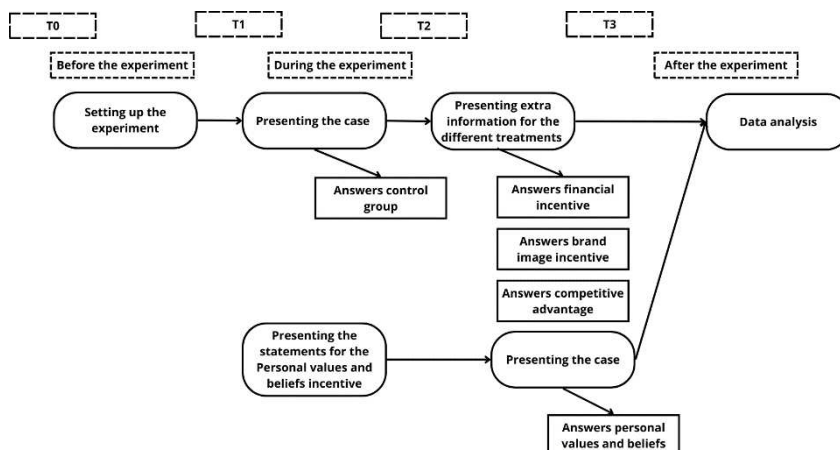 T0
T1
T2
T3
Before the experiment
During the experiment
After the experiment
Setting up the
experiment
Presenting the case
Presenting extra
information for the
different treatments
Data analysis
Answers control
group
Answers financial
incentive
Answers brand
image incentive
Answers competitive
advantage
Presenting the
statements for the
Personal values and
beliefs incentive
Presenting the case
Answers personal
values and beliefs